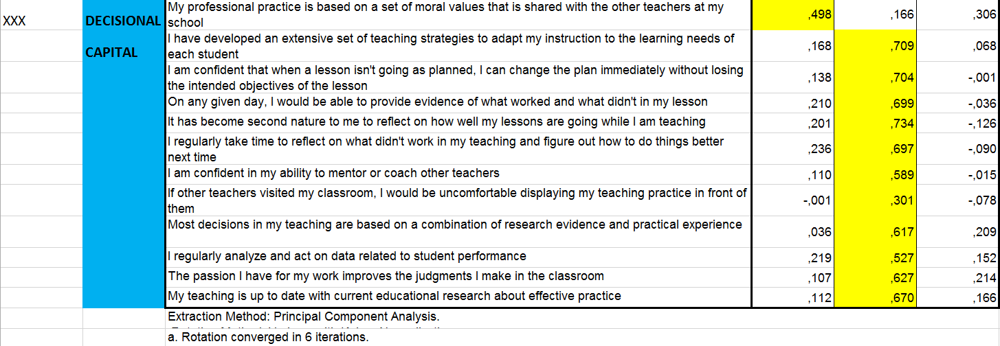 My professional practice is based on a set of moral values that is shared with the other teachers at my
XXX DECISIONAL school ,498 ,166 ,306
I have developed an extensive set of teaching strategies to adapt my instruction to the learning needs of
CAPITAL each student ,168 ,709 ,068
I am confident that when a lesson isn't going as planned, I can change the plan immediately without losing
the intended objectives of the lesson ,138 ,704 -,001
On any given day, I would be able to provide evidence of what worked and what didn't in my lesson ,210 ,699 -,036
It has become second nature to me to reflect on how well my lessons are going while I am teaching ,201 ,734 -,126
I regularly take time to reflect on what didn't work in my teaching and figure out how to do things better
next time ,236 ,697 -,090
I am confident in my ability to mentor or coach other teachers ,110 ,589 -,015
If other teachers visited my classroom, I would be uncomfortable displaying my teaching practice in front of
them -,001 ,301 -,078
Most decisions in my teaching are based on a combination of research evidence and practical experience ,036 ,617 ,209
I regularly analyze and act on data related to student performance ,219 ,527 ,152
The passion I have for my work improves the judgments I make in the classroom ,107 ,627 ,214
My teaching is up to date with current educational research about effective practice ,112 ,670 ,166
Extraction Method: Principal Component Analysis.
a. Rotation converged in 6 iterations.